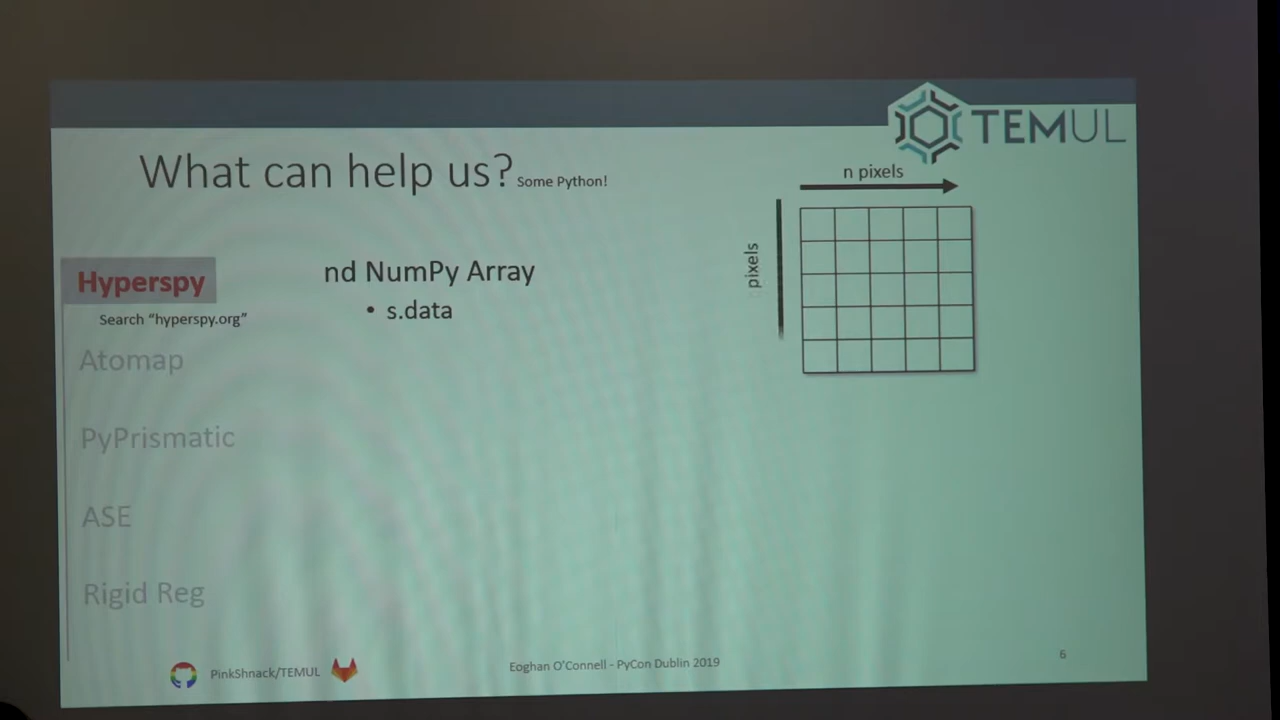 TEMUL
What can help us? Some Python!
n pixels
pixels
Hyperspy
Search “hyperspy.org”
nd NumPy Array
• s.data
Atomap
PyPrismatic
ASE
Rigid Reg
PinkShnack/TEMUL
Eoghan O'Connell - PyCon Dublin 2019
6